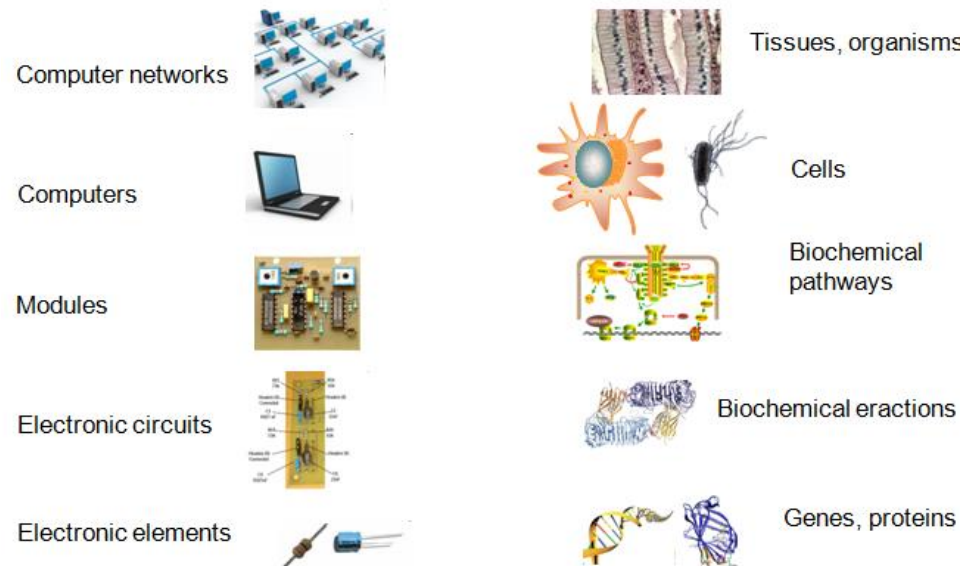 Computer networks
Tissues, organisms
Computers
Cells
Modules
Biochemical
pathways
Electronic circuits
Biochemical eractions
Electronic elements
Genes, proteins